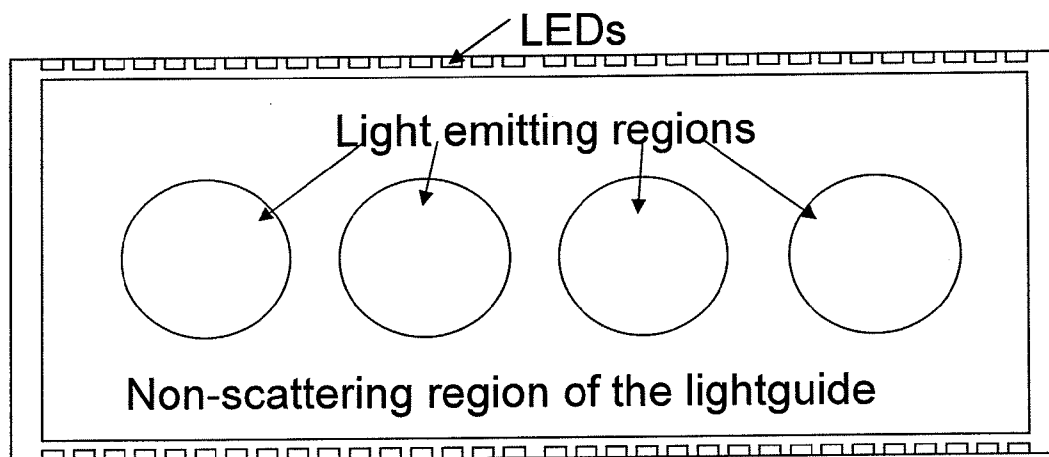 LEDs
Light emitting regions
Non-scattering region of the lightguide